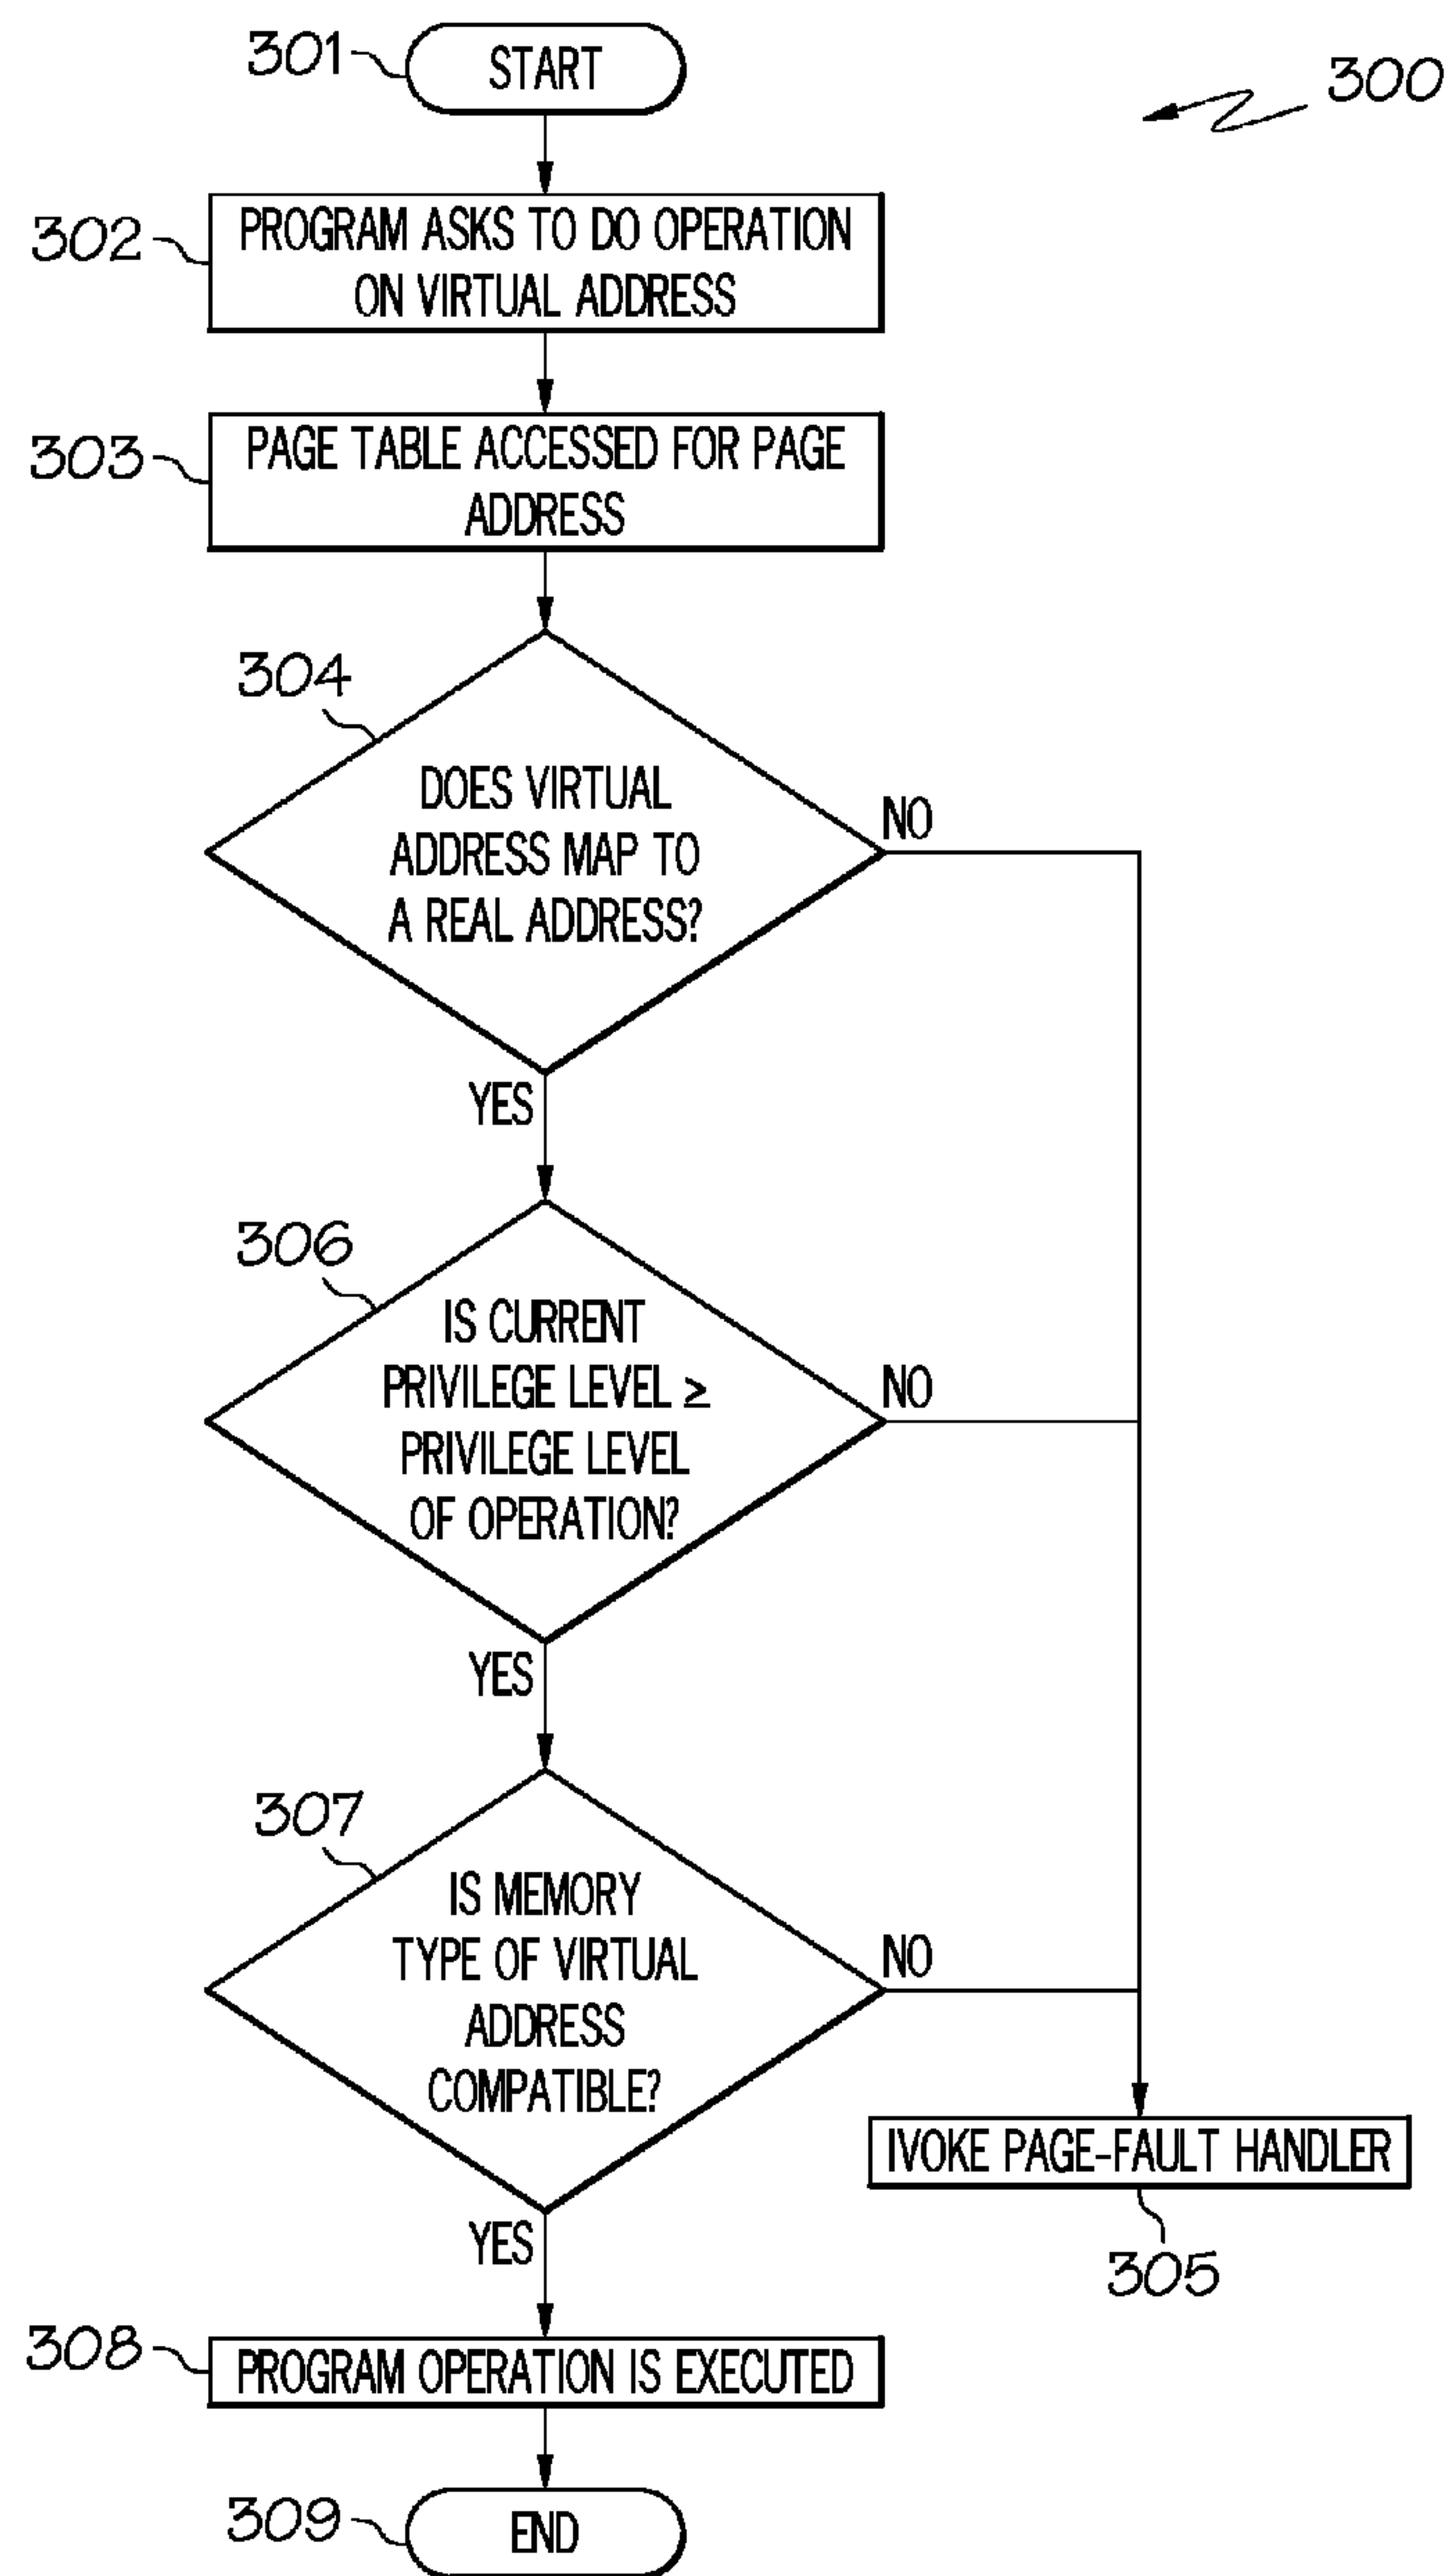 301
START
300
302
PROGRAM ASKS TO DO OPERATION
ON VIRTUAL ADDRESS
303
PAGE TABLE ACCESSED FOR PAGE
ADDRESS
304
DOES VIRTUAL
ADDRESS MAP TO
A REAL ADDRESS?
NO
YES
306
IS CURRENT
PRIVILEGE LEVEL ≥
PRIVILEGE LEVEL
OF OPERATION?
NO
YES
307
IS MEMORY
TYPE OF VIRTUAL
ADDRESS
COMPATIBLE?
NO
YES
IVOKE PAGE-FAULT HANDLER
305
308
PROGRAM OPERATION IS EXECUTED
309
END